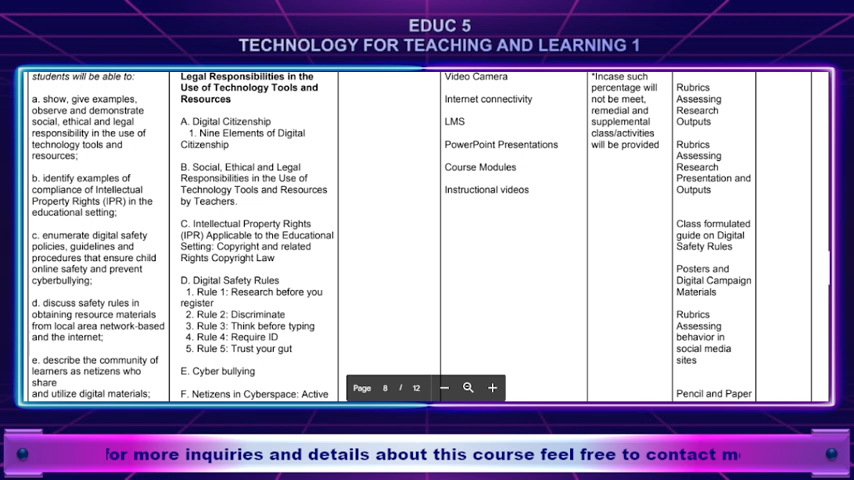 EDUC 5
TECHNOLOGY FOR TEACHING AND LEARNING 1
students will be able to:
a. show, give examples,
observe and demonstrate
social, ethical and legal
responsibility in the use of
technology tools and
resources;
b. identify examples of
compliance of Intellectual
Property Rights (IPR) in the
educational setting;
c. enumerate digital safety
policies, guidelines and
procedures that ensure child
online safety and prevent
cyberbullying;
d. discuss safety rules in
obtaining resource materials
from local area network-based
and the internet;
e. describe the community of
learners as netizens who
share
and utilize digital materials;
Legal Responsibilities in the
Use of Technology Tools and
Resources
A. Digital Citizenship
1. Nine Elements of Digital
Citizenship
B. Social, Ethical and Legal
Responsibilities in the Use of
Technology Tools and Resources
by Teachers.
C. Intellectual Property Rights
(IPR) Applicable to the Educational
Setting: Copyright and related
Rights Copyright Law
D. Digital Safety Rules
1. Rule 1: Research before you
register
2. Rule 2: Discriminate
3. Rule 3: Think before typing
4. Rule 4: Require ID
5. Rule 5: Trust your gut
E. Cyber bullying
F. Netizens in Cyberspace: Active
Video Camera
Internet connectivity
LMS
PowerPoint Presentations
Course Modules
Instructional videos
*Incase such
percentage will
not be meet,
remedial and
supplemental
class/activities
will be provided
Rubrics
Assessing
Research
Outputs
Rubrics
Assessing
Research
Presentation and
Outputs
Class formulated
guide on Digital
Safety Rules
Posters and
Digital Campaign
Materials
Rubrics
Assessing
behavior in
social media
sites
Pencil and Paper
Page 8 / 12
for more inquiries and details about this course feel free to contact m